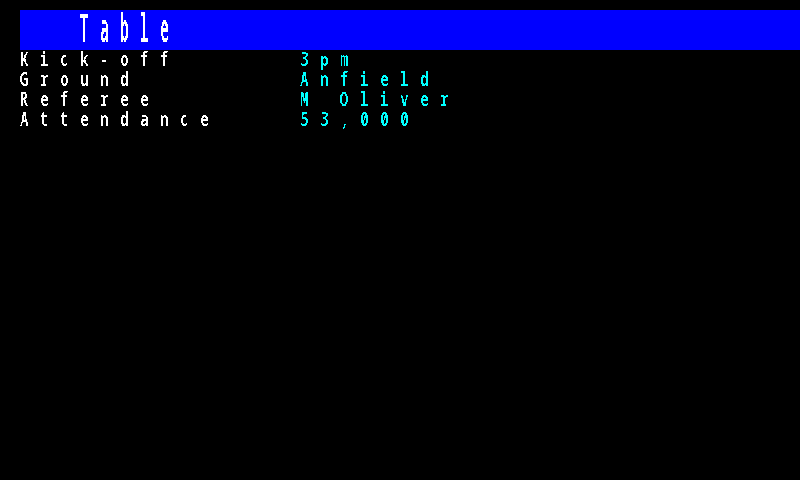 Table
Kick-off 3pm
Ground Anfield
Referee M Oliver
Attendance 53,000